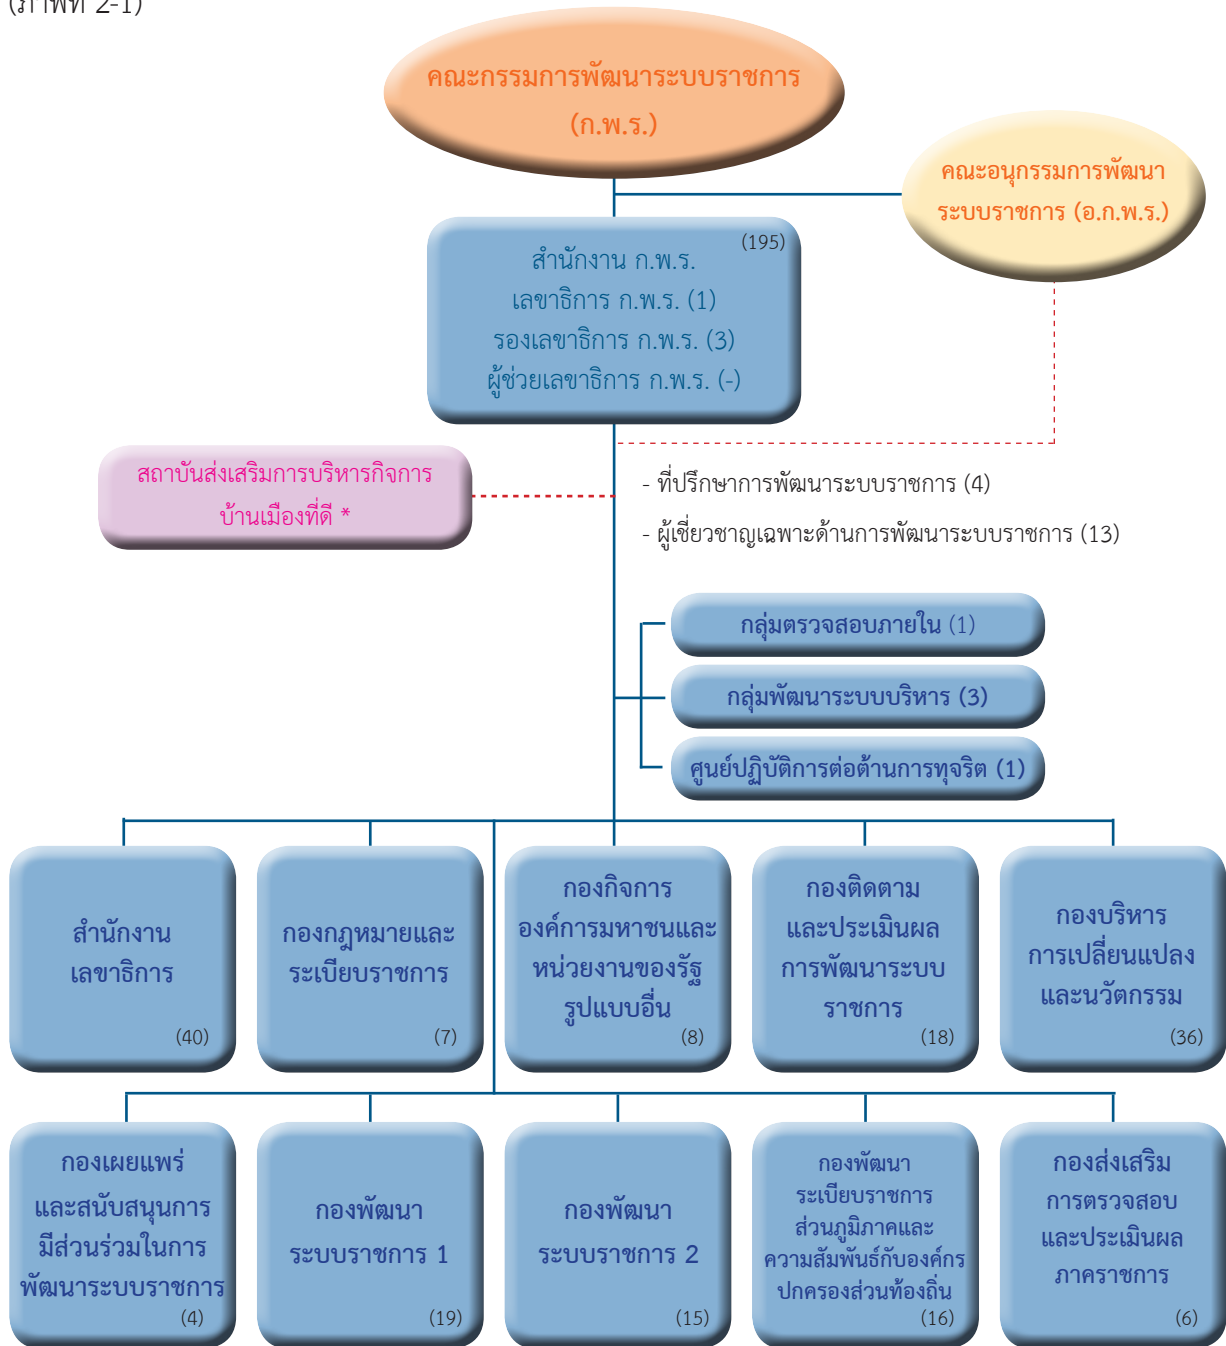 (ภาพที่ 2-1)
คณะกรรมการพัฒนาระบบราชการ
(ก.พ.ร.)
คณะอนุกรรมการพัฒนา
ระบบราชการ (อ.ก.พ.ร.)
(195)
สำนักงาน ก.พ.ร.
เลขาธิการ ก.พ.ร. (1)
รองเลขาธิการ ก.พ.ร. (3)
ผู้ช่วยเลขาธิการ ก.พ.ร. (-)
สถาบันส่งเสริมการบริหารกิจการ
บ้านเมืองที่ดี *
- ที่ปรึกษาการพัฒนาระบบราชการ (4)
- ผู้เชี่ยวชาญเฉพาะด้านการพัฒนาระบบราชการ (13)
กลุ่มตรวจสอบภายใน (1)
กลุ่มพัฒนาระบบบริหาร (3)
ศูนย์ปฏิบัติการต่อต้านการทุจริต (1)
สำนักงาน
เลขาธิการ
(40)
กองกฎหมายและ
ระเบียบราชการ
(7)
กองกิจการ
องค์การมหาชนและ
หน่วยงานของรัฐ
รูปแบบอื่น
(8)
กองติดตาม
และประเมินผล
การพัฒนาระบบ
ราชการ
(18)
กองบริหาร
การเปลี่ยนแปลง
และนวัตกรรม
(36)
กองเผยแพร่
และสนับสนุนการ
มีส่วนร่วมในการ
พัฒนาระบบราชการ
(4)
กองพัฒนา
ระบบราชการ 1
(19)
กองพัฒนา
ระบบราชการ 2
(15)
กองพัฒนา
ระเบียบราชการ
ส่วนภูมิภาคและ
ความสัมพันธ์กับองค์กร
ปกครองส่วนท้องถิ่น
(16)
กองส่งเสริม
การตรวจสอบ
และประเมินผล
ภาคราชการ
(6)